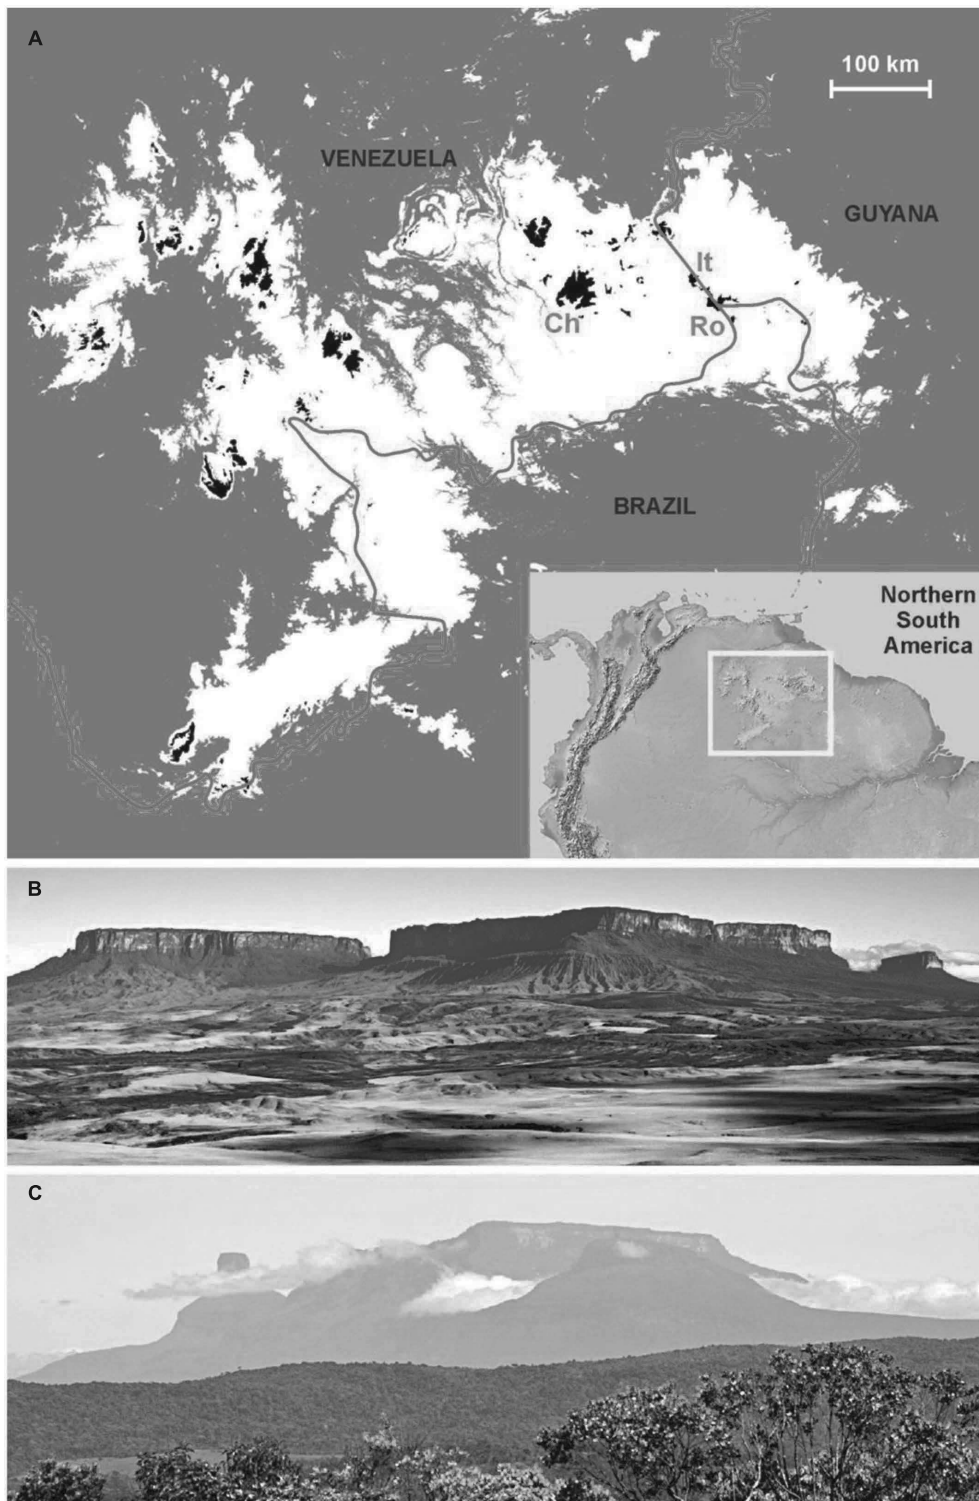 A
100 km
VENEZUELA
GUYANA
It
Ch
Ro
BRAZIL
Northern
South
America
B
C